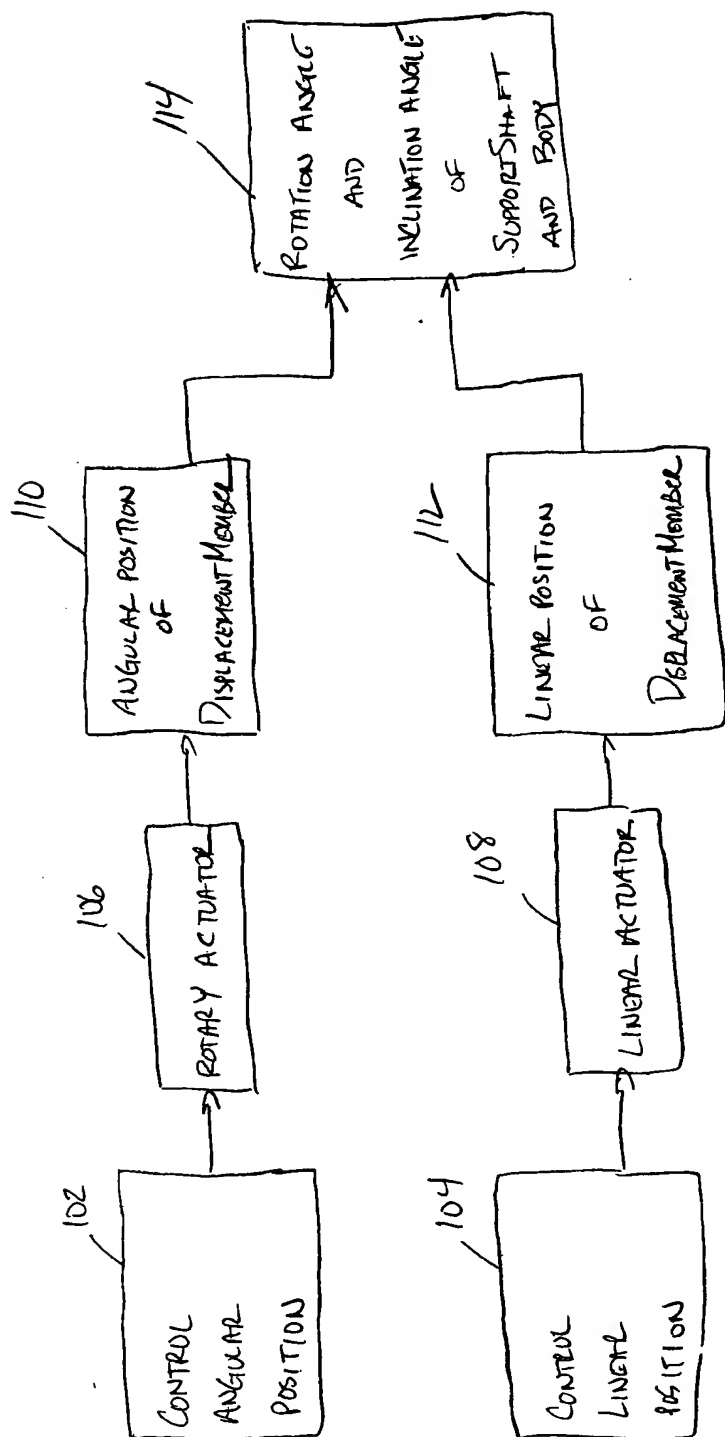 102
CONTROL
ANGULAR
POSITION
106
ROTARY ACTUATOR
110
ANGULAR POSITION
OF
DISPLACEMENT MEMBER
104
CONTROL
LINEAR
POSITION
108
LINEAR ACTUATOR
112
LINEAR POSITION
OF
DISPLACEMENT MEMBER
114
ROTATION ANGLE
AND
INCLINATION ANGLE
OF
SUPPORT SHAFT
AND BODY